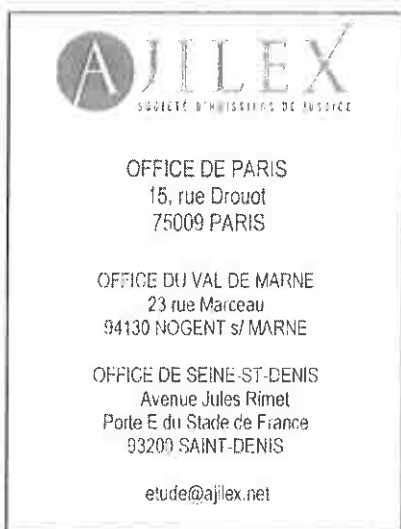 AJILEX
SOCIÉTÉ D'HUISSIERS DE JUSTICE
OFFICE DE PARIS
15, rue Drouot
75009 PARIS
OFFICE DU VAL DE MARNE
23 rue Marceau
94130 NOGENT s/ MARNE
OFFICE DE SEINE-ST-DENIS
Avenue Jules Rimet
Porte E du Stade de France
93200 SAINT-DENIS
etude@ajilex.net